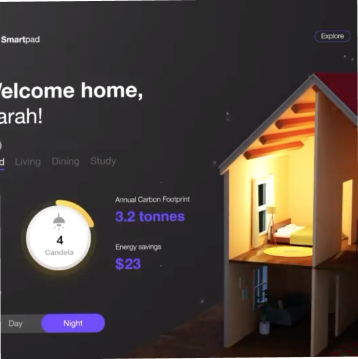 Smartpad
Explore
elcome home,
arah!
d Living Dining Study
Annual Carbon Footprint
3.2 tonnes
4
Candela
Energy savings
$23
Day Night